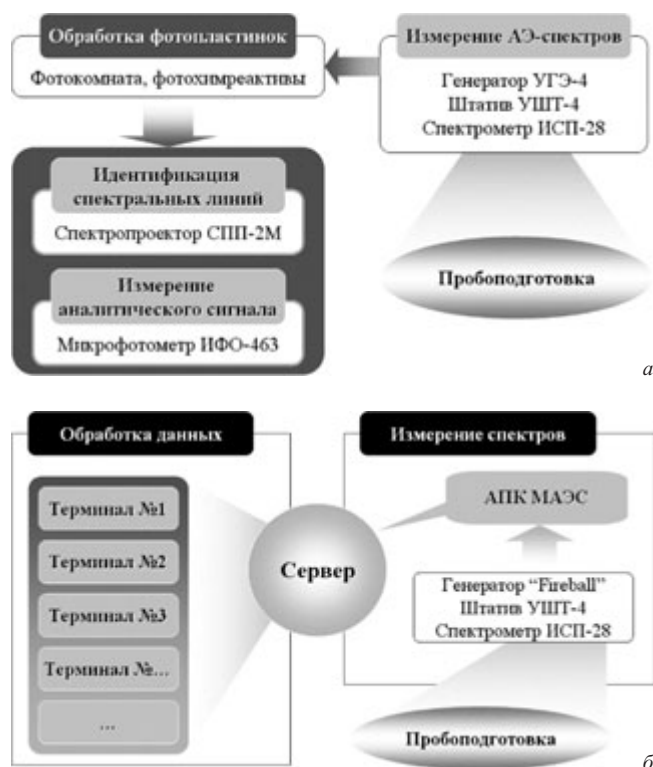 Обработка фотопластинок
Фотокомната, фотохимреактивы
Измерение АЭ-спектров
Генератор УГЭ-4
Штатив УШТ-4
Спектрометр ИСП-28
Идентификация
спектральных линий
Спектропроектор СПП-2М
Измерение
аналитического сигнала
Микрофотометр ИФО-463
Пробоподготовка
а
Обработка данных
Терминал №1
Терминал №2
Терминал №3
Терминал №...
...
Сервер
Измерение спектров
АПК МАЭС
Генератор “Fireball”
Штатив УШТ-4
Спектрометр ИСП-28
Пробоподготовка
б